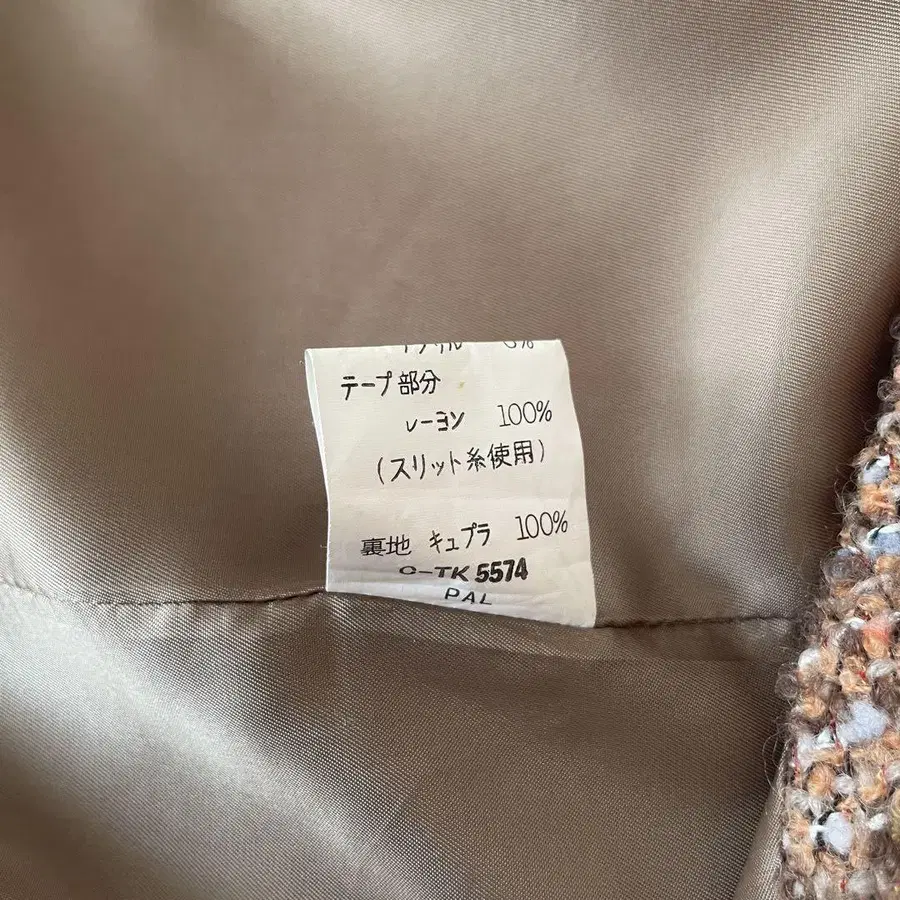 テープ部分
レーヨン 100%
(スリット糸使用)
裏地 キュプラ 100%
C-TK 5574
PAL